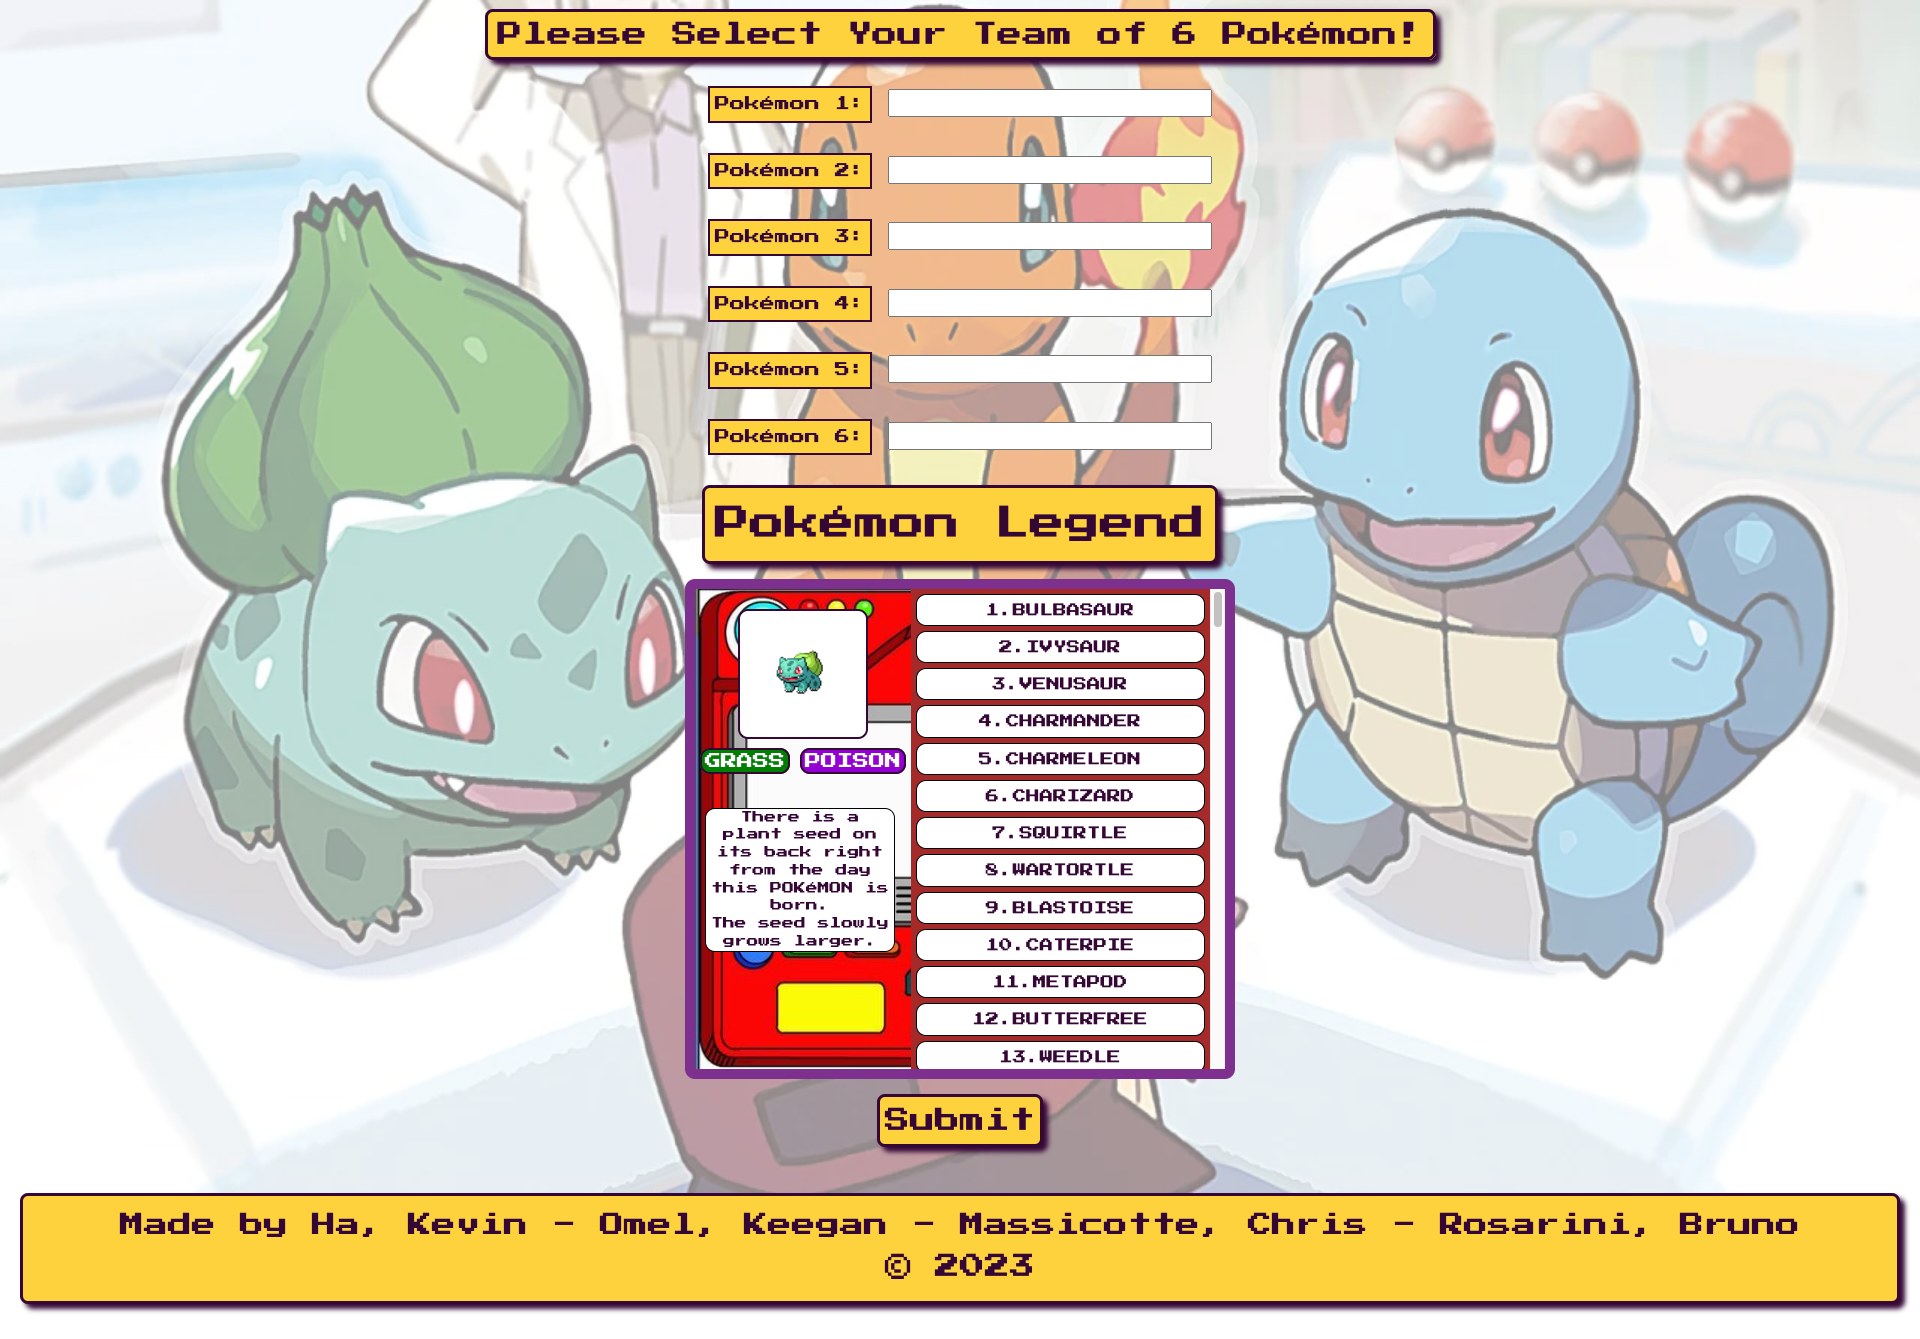 Please Select Your Team of 6 Pokémon!
Pokémon 1:
Pokémon 2:
Pokémon 3:
Pokémon 4:
Pokémon 5:
Pokémon 6:
Pokémon Legend
GRASS POISON
There is a
plant seed on
its back right
from the day
this POKéMON is
born.
The seed slowly
grows larger.
1.BULBASAUR
2.IVYSAUR
3.VENUSAUR
4.CHARMANDER
5.CHARMELEON
6.CHARIZARD
7.SQUIRTLE
8.WARTORTLE
9.BLASTOISE
10.CATERPIE
11.METAPOD
12.BUTTERFREE
13.WEEDLE
Submit
Made by Ha, Kevin - Omel, Keegan - Massicotte, Chris - Rosarini, Bruno
© 2023